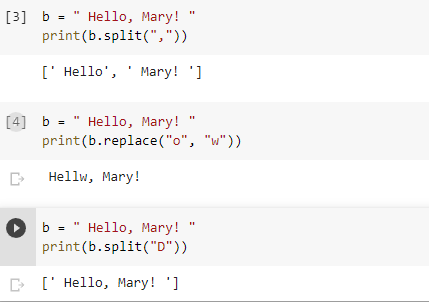 [3] b = " Hello, Mary! "
print(b.split(","))
[' Hello', ' Mary! ']
[4] b = " Hello, Mary! "
print(b.replace("o", "w"))
Hellw, Mary!
b = " Hello, Mary! "
print(b.split("D"))
[' Hello, Mary! ']